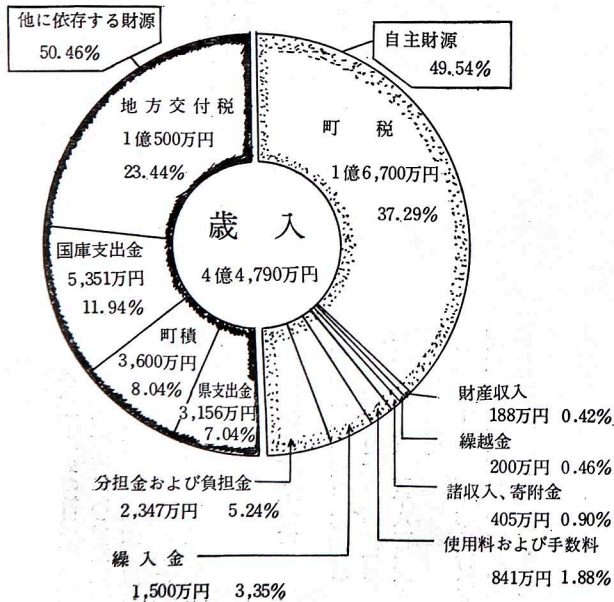 他に依存する財源
50.46%
自主財源
49.54%
地方交付税
1億500万円
23.44%
町税
1億6,700万円
37.29%
歳入
4億4,790万円
国庫支出金
5,351万円
11.94%
町積
3,600万円
8.04%
県支出金
3,156万円
7.04%
財産収入
188万円 0.42%
繰越金
200万円 0.46%
諸収入、寄附金
405万円 0.90%
使用料および手数料
841万円 1.88%
分担金および負担金
2,347万円 5.24%
繰入金
1,500万円 3,35%